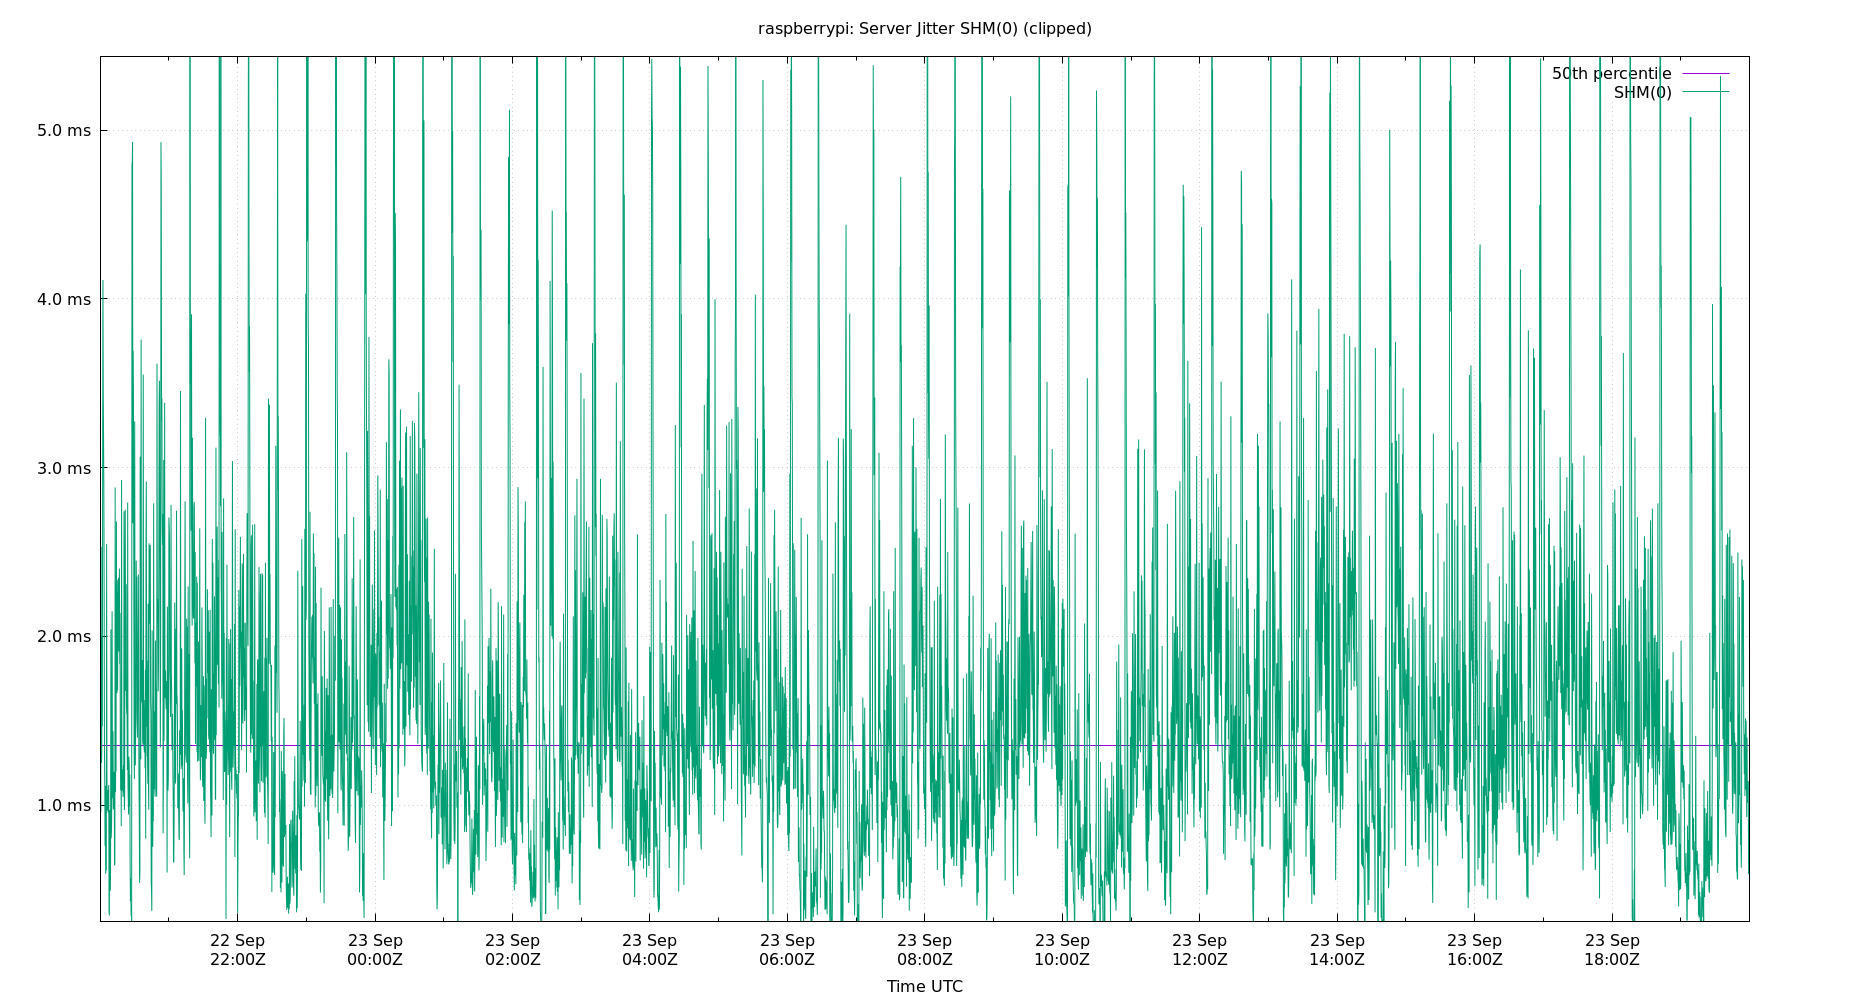 raspberrypi: Server Jitter SHM(0) (clipped)
50th percentile
SHM(0)
5.0 ms
4.0 ms
3.0 ms
2.0 ms
1.0 ms
22 Sep 23 Sep 23 Sep 23 Sep 23 Sep 23 Sep 23 Sep 23 Sep 23 Sep 23 Sep 23 Sep
22:00Z 00:00Z 02:00Z 04:00Z 06:00Z 08:00Z 10:00Z 12:00Z 14:00Z 16:00Z 18:00Z
Time UTC